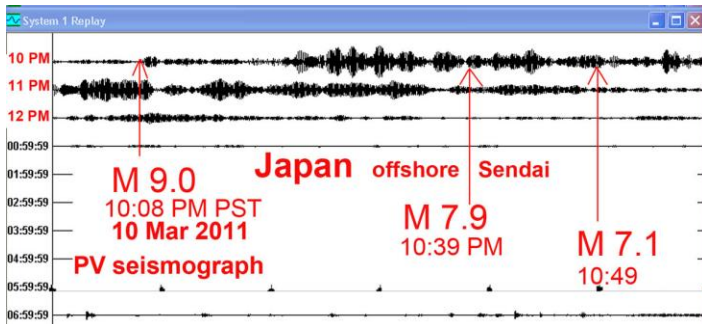 System 1 Replay
10 PM
11 PM
12 PM
00:59:59
01:59:59
02:59:59
03:59:59
04:59:59
05:59:59
06:59:59
Japan offshore Sendai
M 9.0
10:08 PM PST
10 Mar 2011
PV seismograph
M 7.9
10:39 PM
M 7.1
10:49